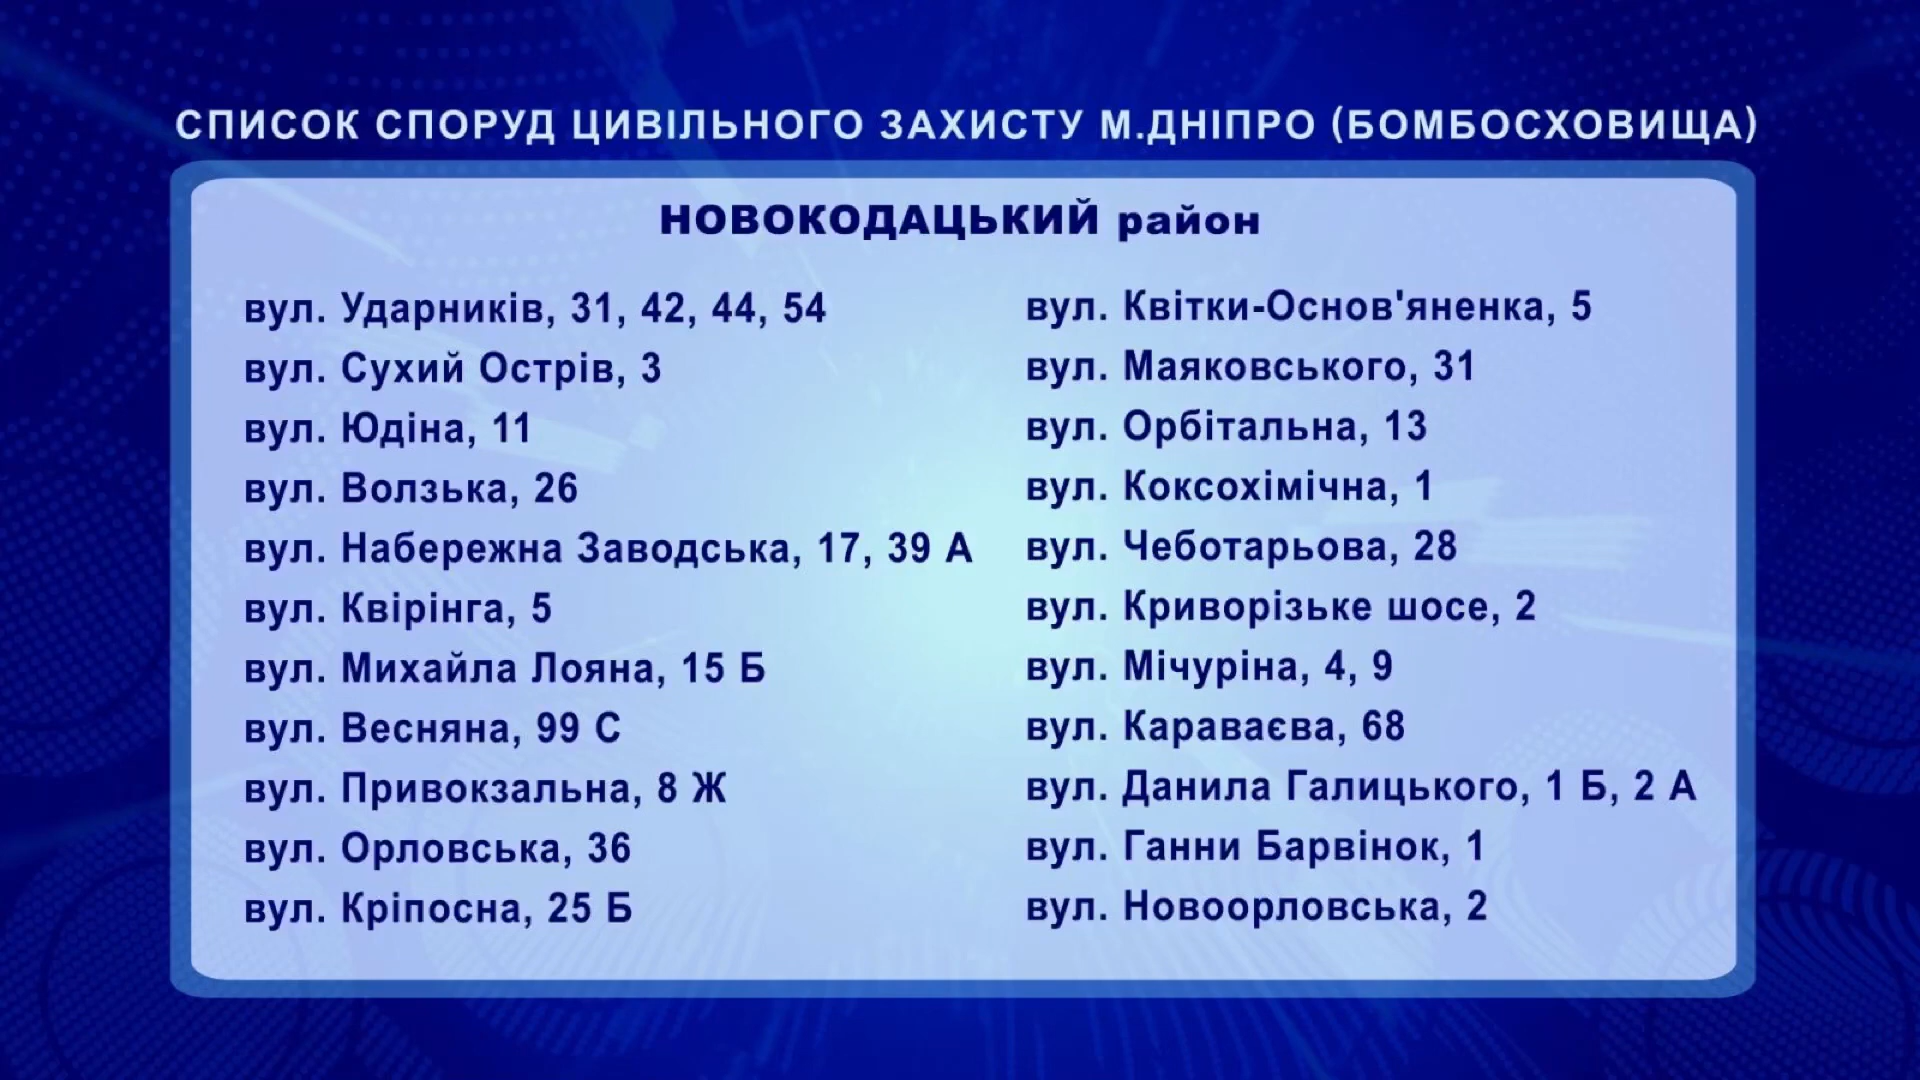 СПИСОК СПОРУД ЦИВІЛЬНОГО ЗАХИСТУ М.ДНІПРО (БОМБОСХОВИЩА)
НОВОКОДАЦЬКИЙ район
вул. Ударників, 31, 42, 44, 54
вул. Сухий Острів, 3
вул. Юдіна, 11
вул. Волзька, 26
вул. Набережна Заводська, 17, 39 А
вул. Квірінга, 5
вул. Михайла Лояна, 15 Б
вул. Весняна, 99 С
вул. Привокзальна, 8 Ж
вул. Орловська, 36
вул. Кріпосна, 25 Б
вул. Квітки-Основ'яненка, 5
вул. Маяковського, 31
вул. Орбітальна, 13
вул. Коксохімічна, 1
вул. Чеботарьова, 28
вул. Криворізьке шосе, 2
вул. Мічуріна, 4, 9
вул. Караваєва, 68
вул. Данила Галицького, 1 Б, 2 А
вул. Ганни Барвінок, 1
вул. Новоорловська, 2